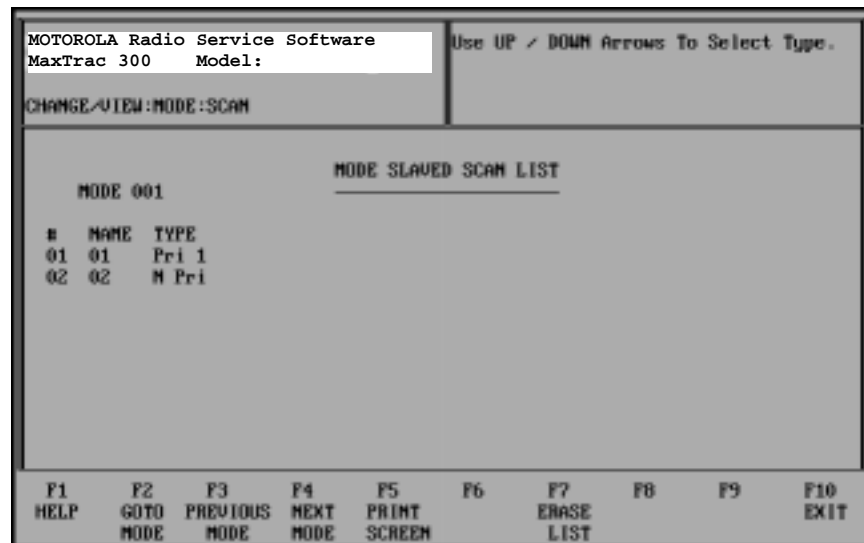 MOTOROLA Radio Service Software
MaxTrac 300    Model:
CHANGE/VIEW:MODE:SCAN
Use UP / DOWN Arrows To Select Type.
MODE SLAVED SCAN LIST
MODE 001
#  NAME  TYPE
01  01  Pri 1
02  02  N Pri
F1  F2  F3  F4  F5  F6  F7  F8  F9  F10
HELP  GOTO  PREVIOUS  NEXT  PRINT  ERASE  EXIT
MODE  MODE  MODE  SCREEN  LIST